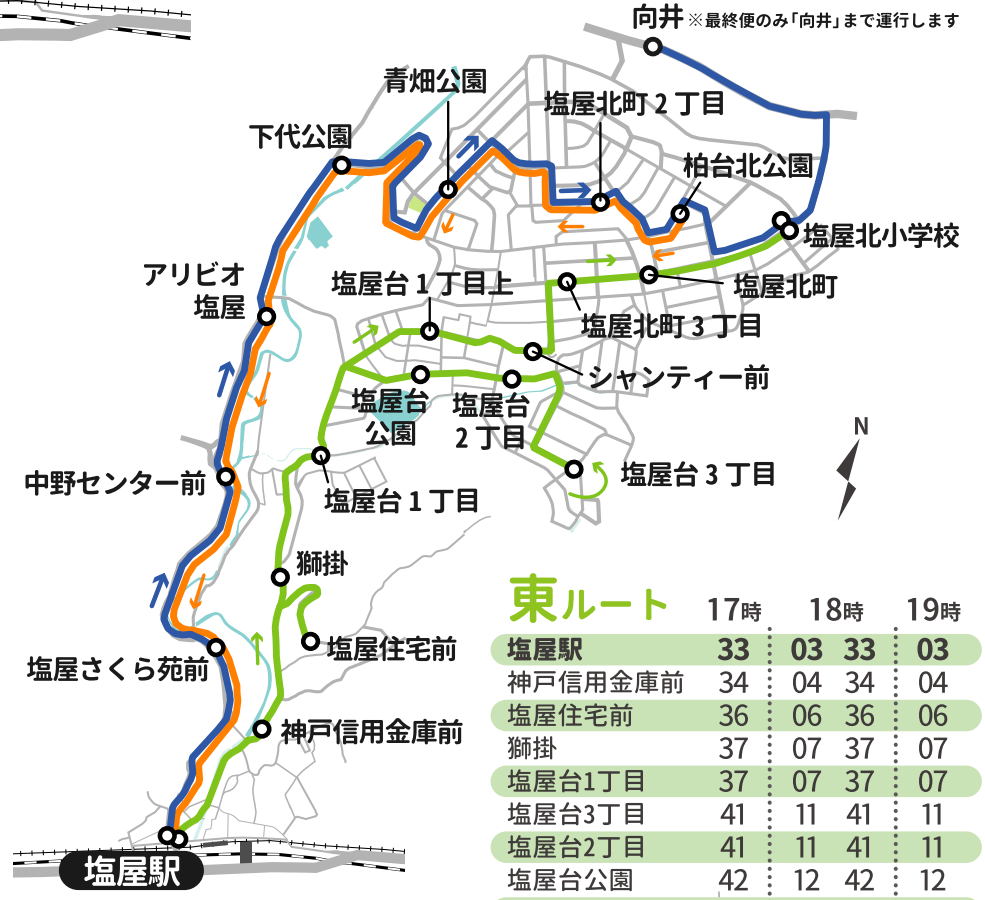 向井 ※最終便のみ「向井」まで運行します
青畑公園
塩屋北町 2 丁目
下代公園
柏台北公園
塩屋北小学校
アリビオ
塩屋
塩屋台 1 丁目上
塩屋北町
塩屋北町 3 丁目
シャンティー前
塩屋台
公園
塩屋台
2 丁目
N
中野センター前
塩屋台 3 丁目
塩屋台 1 丁目
獅掛
塩屋住宅前
塩屋さくら苑前
神戸信用金庫前
塩屋駅
東ルート 17時 18時 19時
塩屋駅 33 03 33 03
神戸信用金庫前 34 04 34 04
塩屋住宅前 36 06 36 06
獅掛 37 07 37 07
塩屋台1丁目 37 07 37 07
塩屋台3丁目 41 11 41 11
塩屋台2丁目 41 11 41 11
塩屋台公園 42 12 42 12